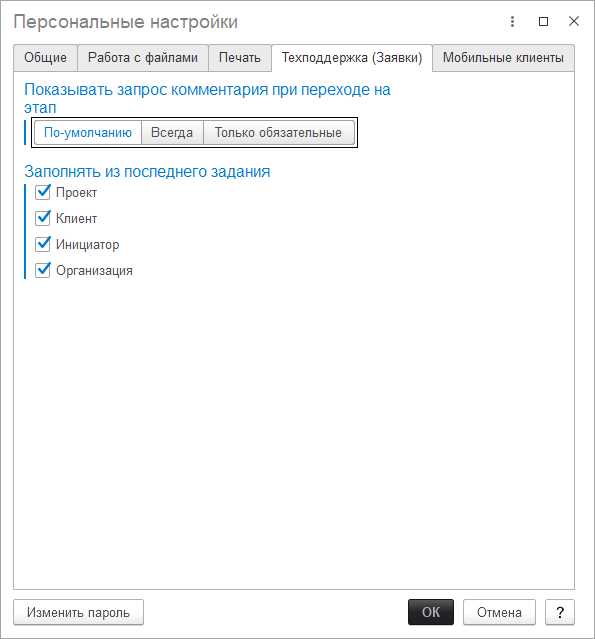 Персональные настройки
Общие Работа с файлами Печать Техподдержка (Заявки) Мобильные клиенты
Показывать запрос комментария при переходе на
этап
По-умолчанию Всегда Только обязательные
Заполнять из последнего задания
Проект
Клиент
Инициатор
Организация
Изменить пароль ОК Отмена ?